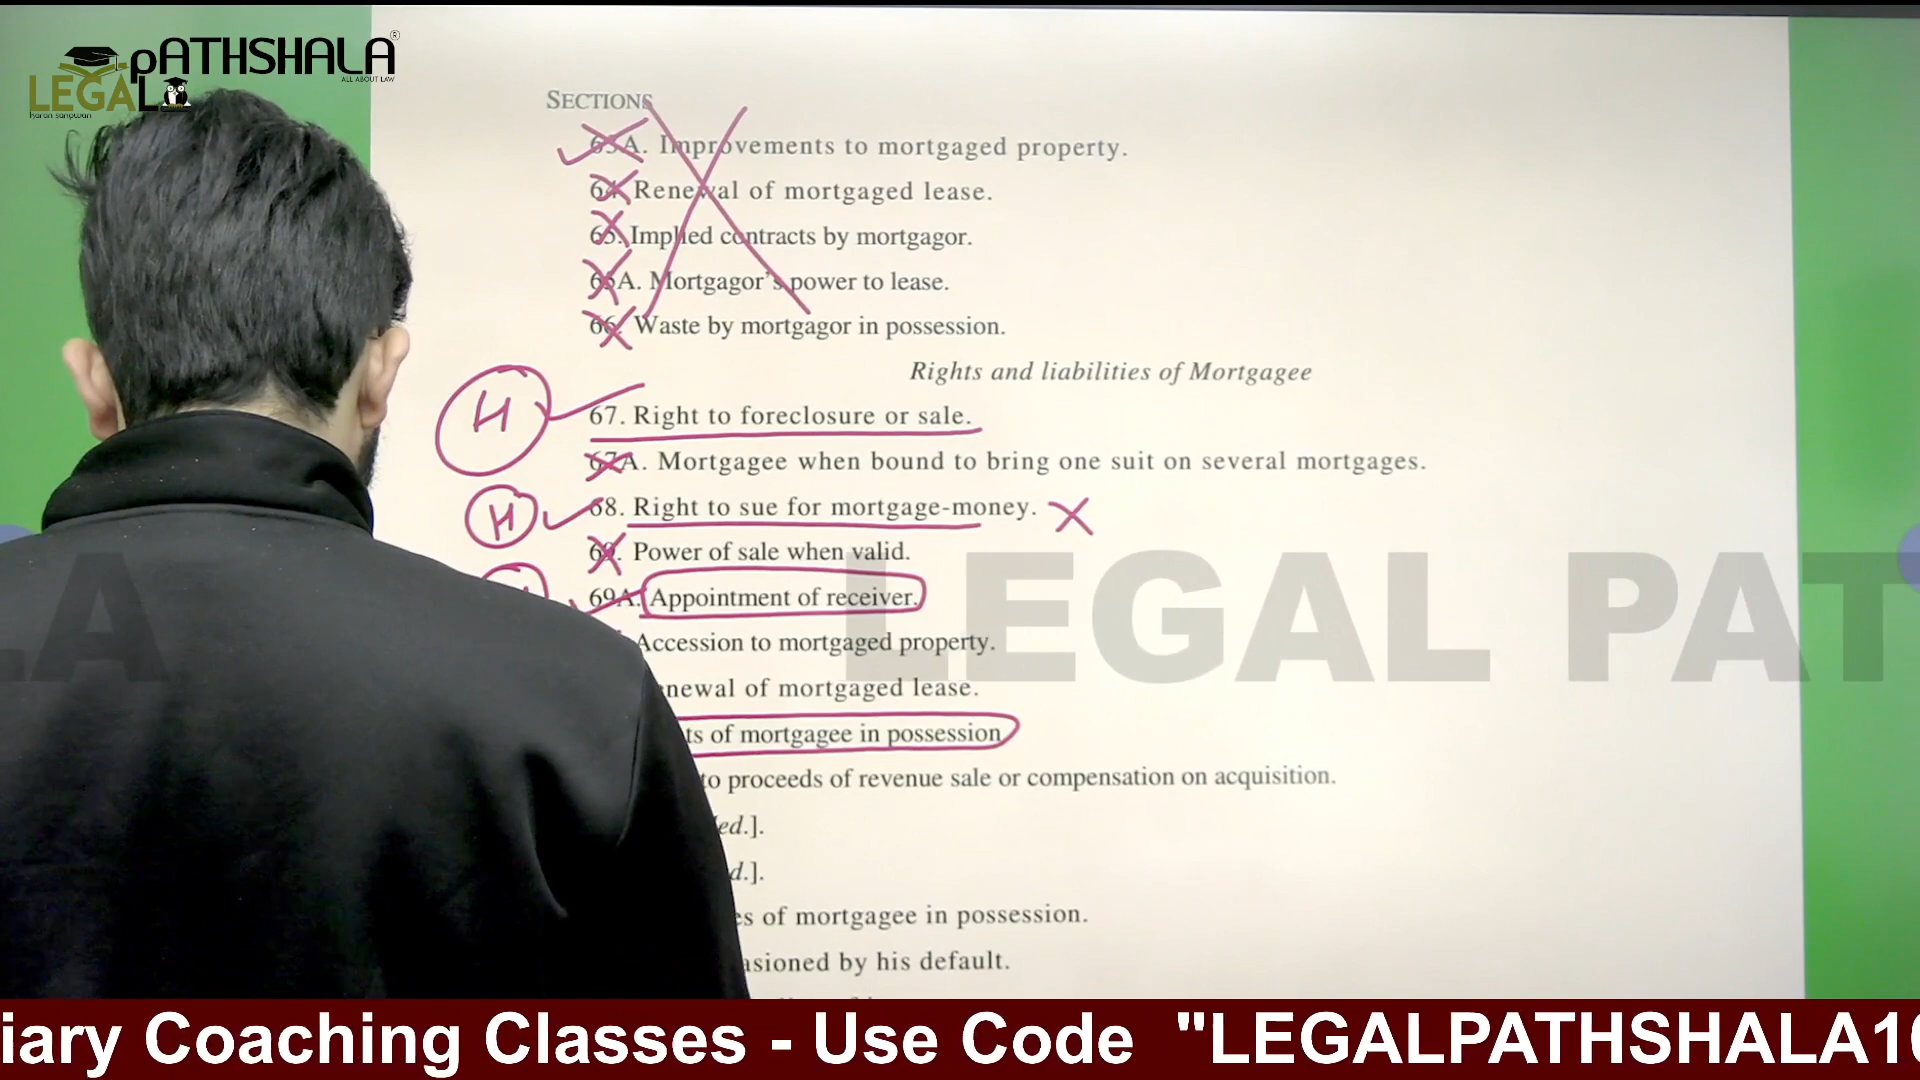 pATHSHALA®
ALL ABOUT LAW
LEGAL
karan sangwan
SECTIONS
63A. Improvements to mortgaged property.
64. Renewal of mortgaged lease.
65. Implied contracts by mortgagor.
65A. Mortgagor's power to lease.
66. Waste by mortgagor in possession.
Rights and liabilities of Mortgagee
H 67. Right to foreclosure or sale.
67A. Mortgagee when bound to bring one suit on several mortgages.
H 68. Right to sue for mortgage-money.
69. Power of sale when valid.
69A. Appointment of receiver.
Accession to mortgaged property.
newal of mortgaged lease.
ts of mortgagee in possession
to proceeds of revenue sale or compensation on acquisition.
ed.].
d.].
es of mortgagee in possession.
asioned by his default.
LA LEGAL PAT
iary Coaching Classes - Use Code "LEGALPATHSHALA10